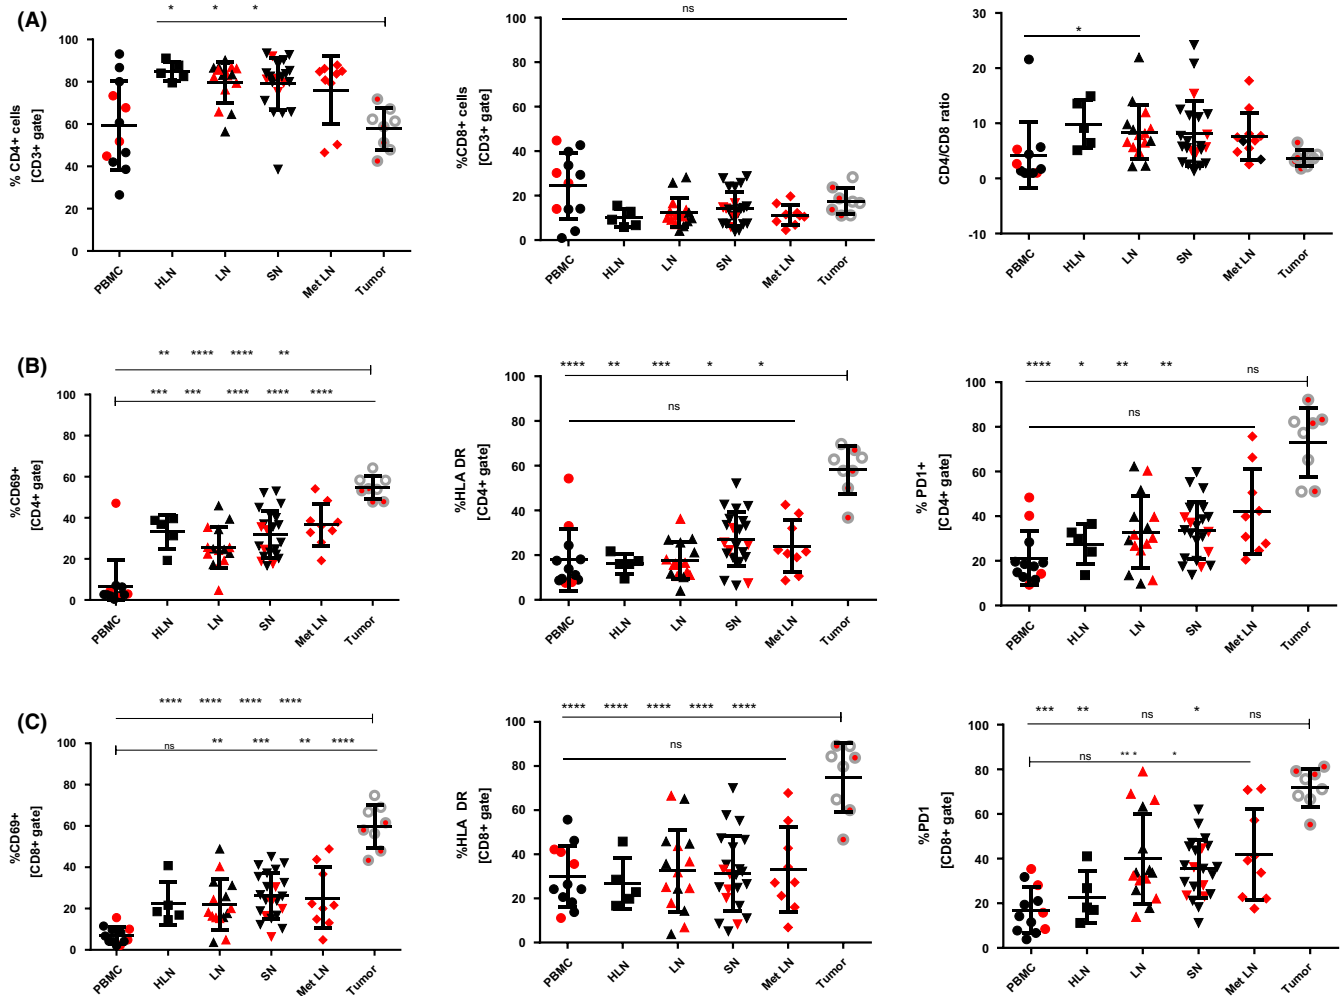 (A)
* * *
% CD4+ cells
[CD3+ gate]
100
80
60
40
20
0
PBMC
HLN
LN
SN
Met LN
Tumor
ns
%CD8+ cells
[CD3+ gate]
100
80
60
40
20
0
PBMC
HLN
LN
SN
Met LN
Tumor
*
CD4/CD8 ratio
30
20
10
0
-10
PBMC
HLN
LN
SN
Met LN
Tumor
(B)
** **** **** **
*** *** **** **** ****
%CD69+
[CD4+ gate]
100
80
60
40
20
0
PBMC
HLN
LN
SN
Met LN
Tumor
**** ** *** * *
ns
%HLA DR
[CD4+ gate]
100
80
60
40
20
0
PBMC
HLN
LN
SN
Met LN
Tumor
**** * ** ** ns
ns
% PD1+
[CD4+ gate]
100
80
60
40
20
0
PBMC
HLN
LN
SN
Met LN
Tumor
(C)
**** **** **** ****
ns ** *** ** ****
%CD69+
[CD8+ gate]
100
80
60
40
20
0
PBMC
HLN
LN
SN
Met LN
Tumor
**** **** **** **** ****
ns
%HLA DR
[CD8+ gate]
100
80
60
40
20
0
PBMC
HLN
LN
SN
Met LN
Tumor
*** ** ns * ns
ns ** * *
%PD1
[CD8+ gate]
100
80
60
40
20
0
PBMC
HLN
LN
SN
Met LN
Tumor